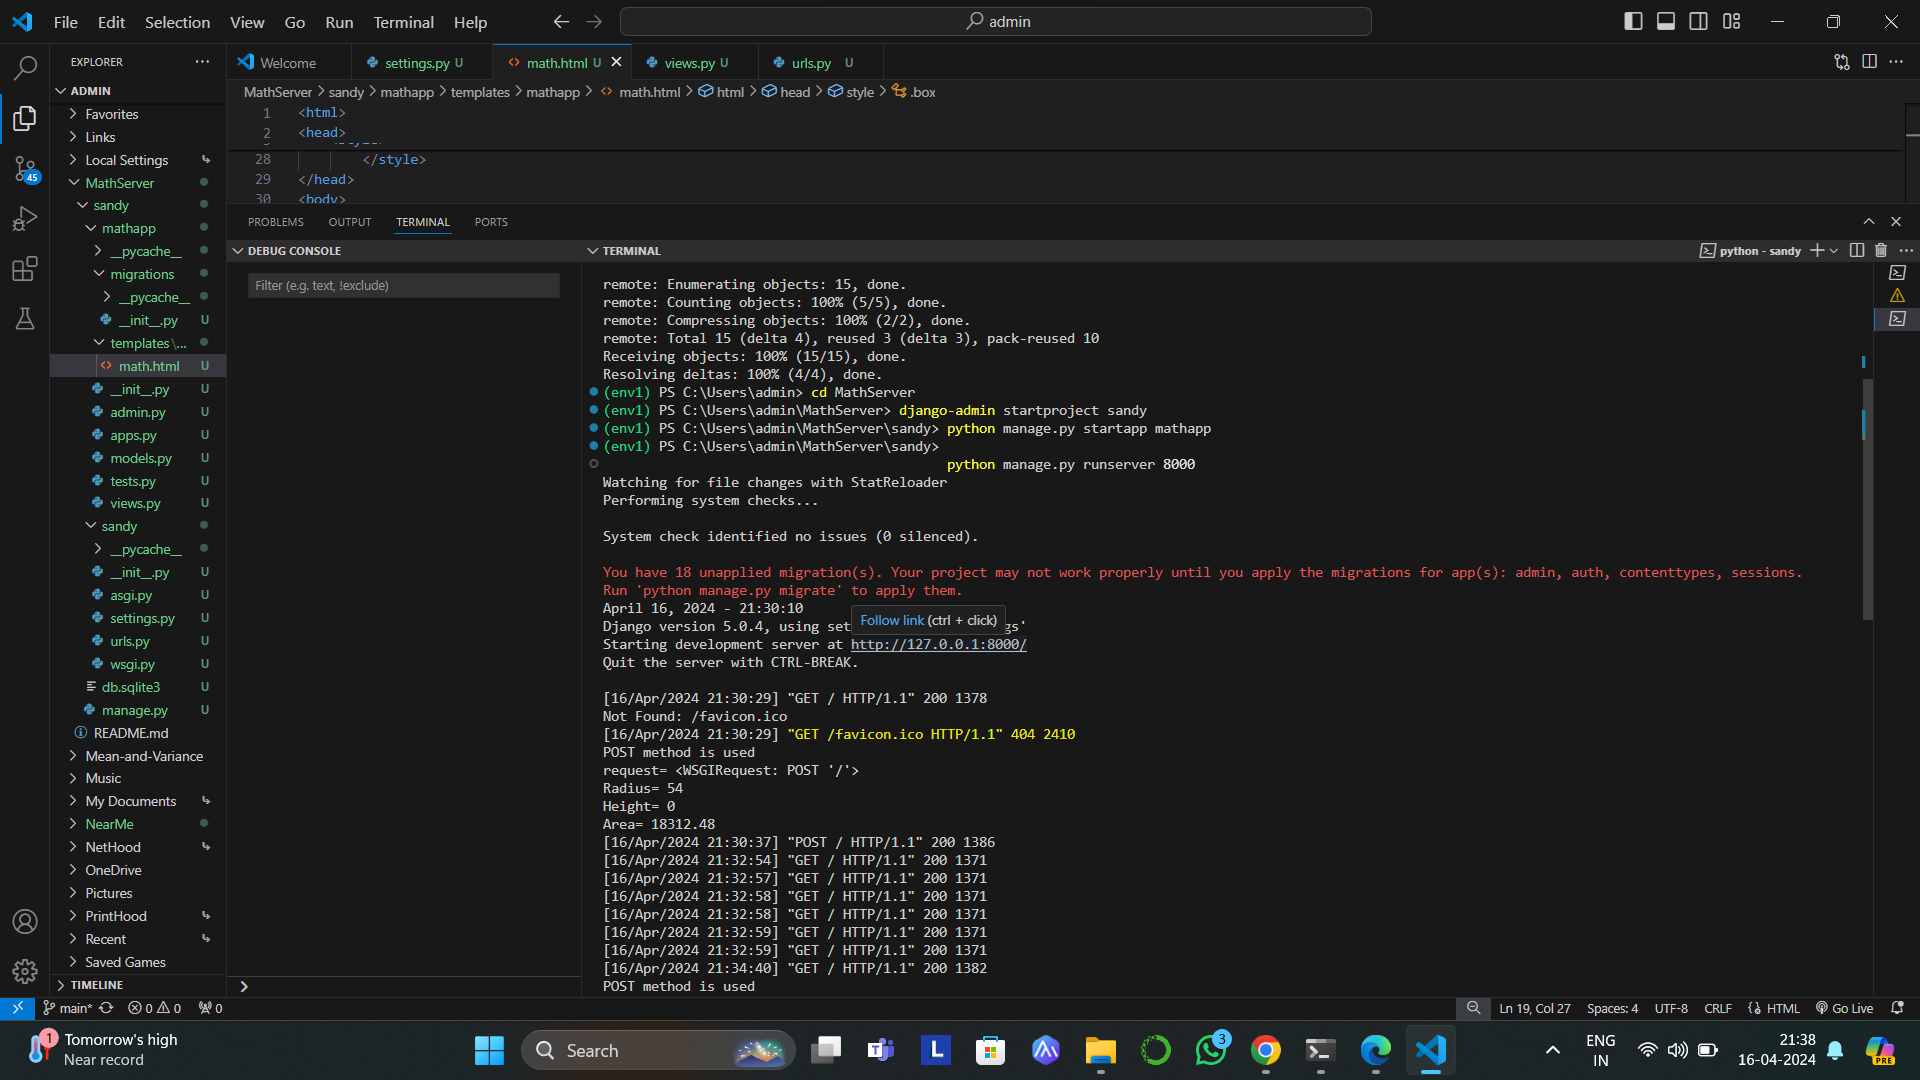 File Edit Selection View Go Run Terminal Help
admin
EXPLORER
Welcome
settings.py U
math.html U
views.py U
urls.py U
MathServer > sandy > mathapp > templates > mathapp > math.html > html > head > style > .box
ADMIN
Favorites
Links
Local Settings
MathServer
sandy
mathapp
__pycache__
migrations
__pycache__
__init__.py U
templates\...
math.html U
__init__.py U
admin.py U
apps.py U
models.py U
tests.py U
views.py U
sandy
__pycache__
__init__.py U
asgi.py U
settings.py U
urls.py U
wsgi.py U
db.sqlite3 U
manage.py U
README.md
Mean-and-Variance
Music
My Documents
NearMe
NetHood
OneDrive
Pictures
PrintHood
Recent
Saved Games
TIMELINE
45
1 <html>
2 <head>
28 </style>
29 </head>
30 <body>
PROBLEMS OUTPUT TERMINAL PORTS
DEBUG CONSOLE
Filter (e.g. text, !exclude)
TERMINAL
python - sandy
remote: Enumerating objects: 15, done.
remote: Counting objects: 100% (5/5), done.
remote: Compressing objects: 100% (2/2), done.
remote: Total 15 (delta 4), reused 3 (delta 3), pack-reused 10
Receiving objects: 100% (15/15), done.
Resolving deltas: 100% (4/4), done.
(env1) PS C:\Users\admin> cd MathServer
(env1) PS C:\Users\admin\MathServer> django-admin startproject sandy
(env1) PS C:\Users\admin\MathServer\sandy> python manage.py startapp mathapp
(env1) PS C:\Users\admin\MathServer\sandy>
python manage.py runserver 8000
Watching for file changes with StatReloader
Performing system checks...
System check identified no issues (0 silenced).
You have 18 unapplied migration(s). Your project may not work properly until you apply the migrations for app(s): admin, auth, contenttypes, sessions.
Run 'python manage.py migrate' to apply them.
April 16, 2024 - 21:30:10
Follow link (ctrl + click)
Django version 5.0.4, using set gs'
Starting development server at http://127.0.0.1:8000/
Quit the server with CTRL-BREAK.
[16/Apr/2024 21:30:29] "GET / HTTP/1.1" 200 1378
Not Found: /favicon.ico
[16/Apr/2024 21:30:29] "GET /favicon.ico HTTP/1.1" 404 2410
POST method is used
request= <WSGIRequest: POST '/'>
Radius= 54
Height= 0
Area= 18312.48
[16/Apr/2024 21:30:37] "POST / HTTP/1.1" 200 1386
[16/Apr/2024 21:32:54] "GET / HTTP/1.1" 200 1371
[16/Apr/2024 21:32:57] "GET / HTTP/1.1" 200 1371
[16/Apr/2024 21:32:58] "GET / HTTP/1.1" 200 1371
[16/Apr/2024 21:32:58] "GET / HTTP/1.1" 200 1371
[16/Apr/2024 21:32:59] "GET / HTTP/1.1" 200 1371
[16/Apr/2024 21:32:59] "GET / HTTP/1.1" 200 1371
[16/Apr/2024 21:34:40] "GET / HTTP/1.1" 200 1382
POST method is used
main* 0 0 0
Ln 19, Col 27 Spaces: 4 UTF-8 CRLF HTML Go Live
1
Tomorrow's high
Near record
Search
L
3
ENG
IN
21:38
16-04-2024
PRE